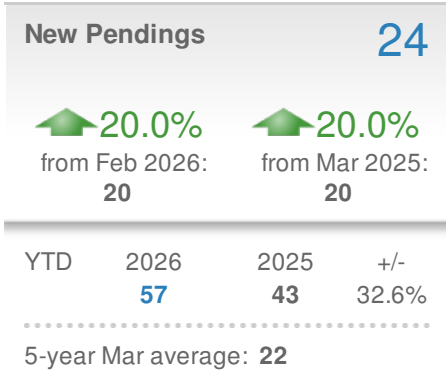 New Pendings 24
20.0% 20.0%
from Feb 2026: from Mar 2025:
20 20
YTD 2026 2025 +/-
57 43 32.6%
5-year Mar average: 22